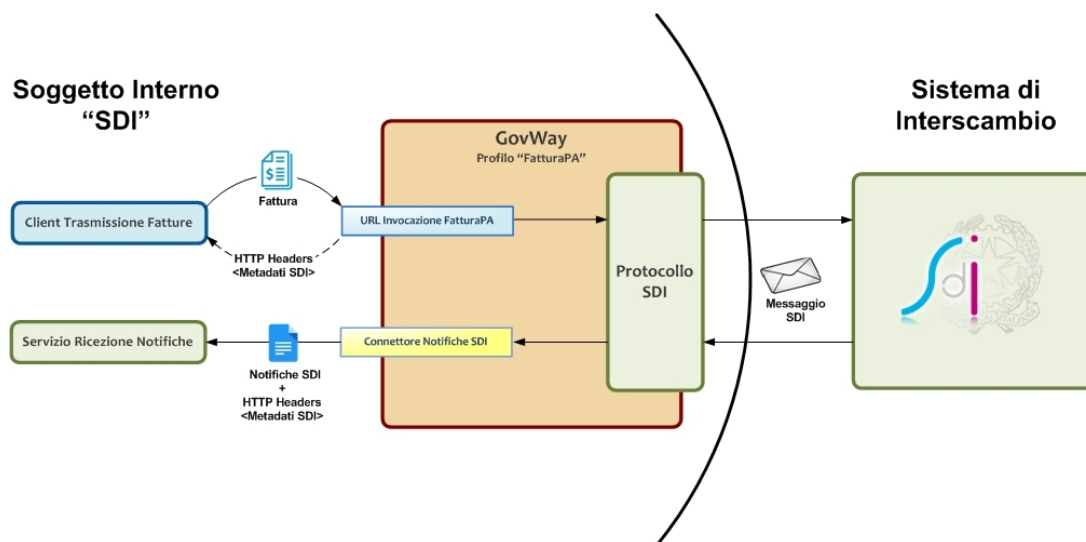 Soggetto Interno
“SDI”
Sistema di
Interscambio
GovWay
Profilo “FatturaPA”
Fattura
Client Trasmissione Fatture
URL Invocazione FatturaPA
HTTP Headers
<Metadati SDI>
Protocollo
SDI
Messaggio
SDI
Sdi
Servizio Ricezione Notifiche
Connettore Notifiche SDI
Notifiche SDI
+
HTTP Headers
<Metadati SDI>